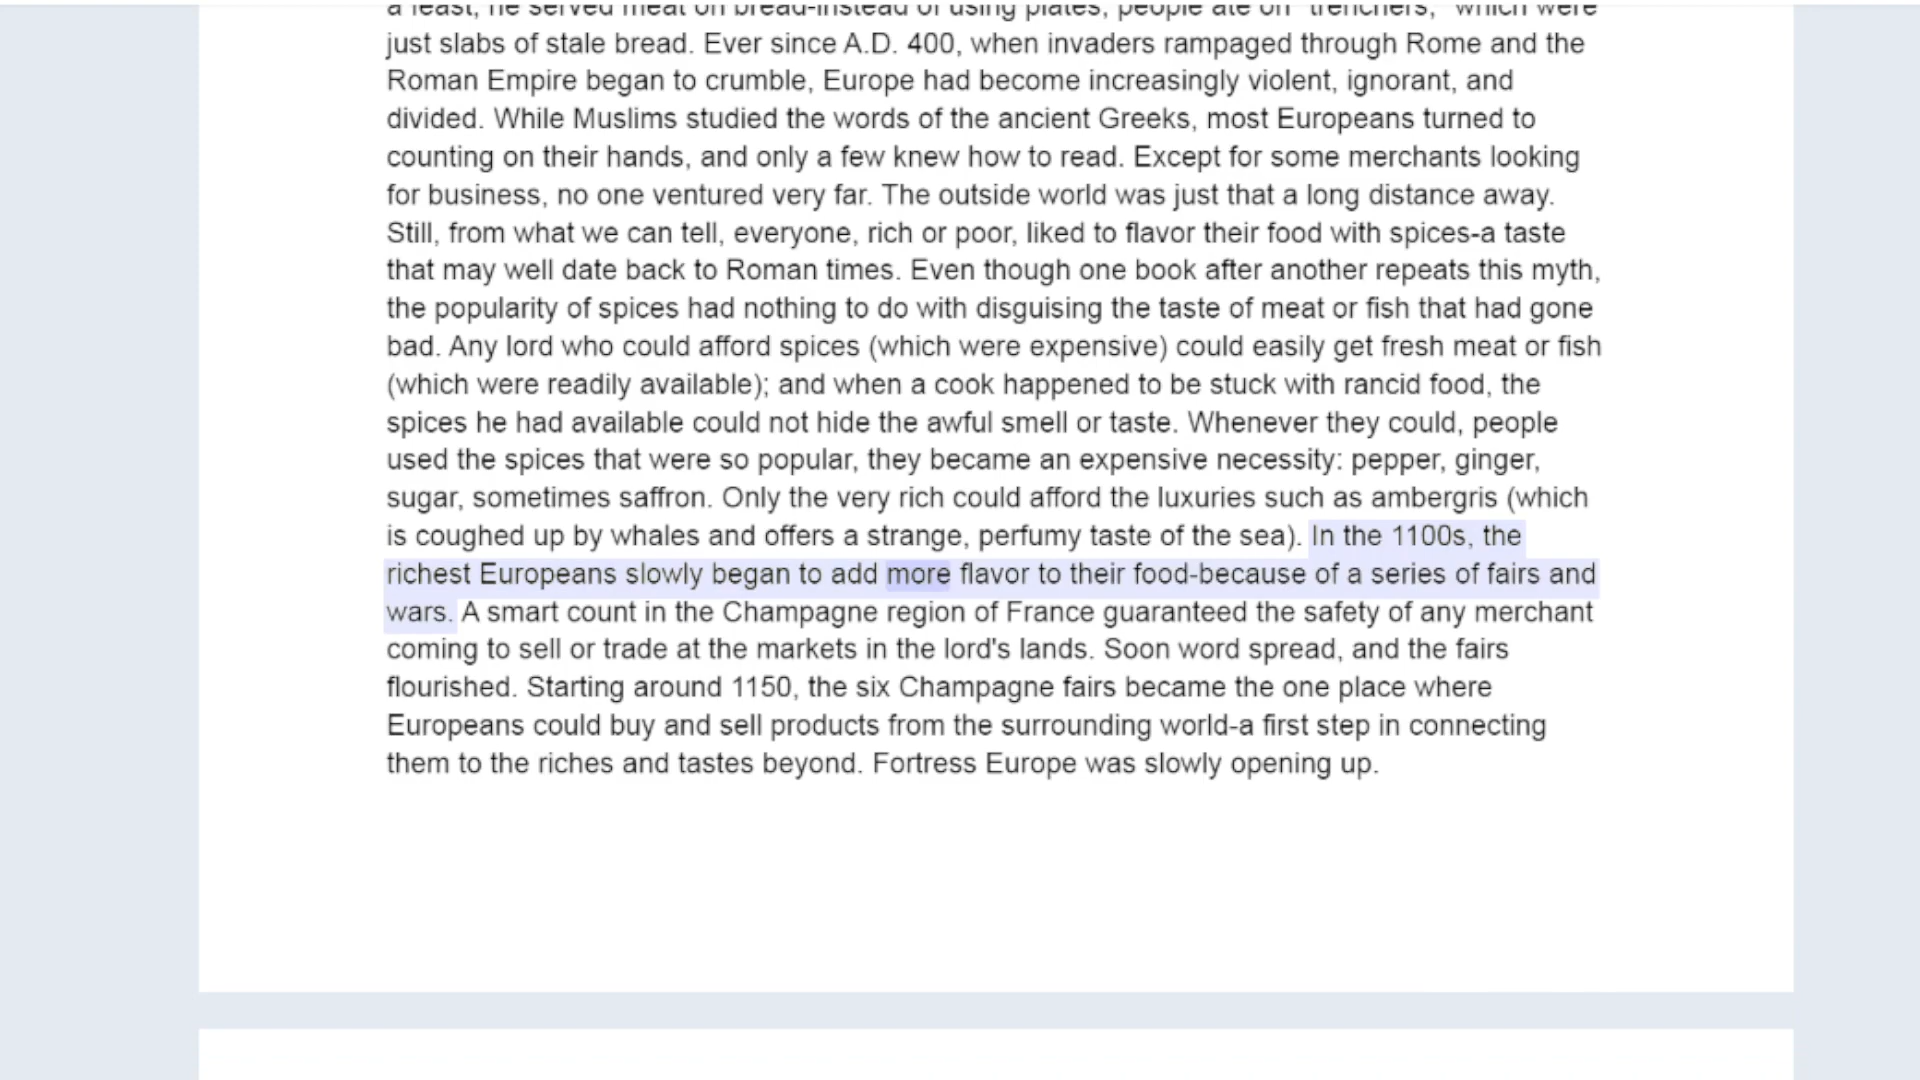 a feast, he served meat on bread-instead of using plates, people ate on "trenchers," which were
just slabs of stale bread. Ever since A.D. 400, when invaders rampaged through Rome and the
Roman Empire began to crumble, Europe had become increasingly violent, ignorant, and
divided. While Muslims studied the words of the ancient Greeks, most Europeans turned to
counting on their hands, and only a few knew how to read. Except for some merchants looking
for business, no one ventured very far. The outside world was just that a long distance away.
Still, from what we can tell, everyone, rich or poor, liked to flavor their food with spices-a taste
that may well date back to Roman times. Even though one book after another repeats this myth,
the popularity of spices had nothing to do with disguising the taste of meat or fish that had gone
bad. Any lord who could afford spices (which were expensive) could easily get fresh meat or fish
(which were readily available); and when a cook happened to be stuck with rancid food, the
spices he had available could not hide the awful smell or taste. Whenever they could, people
used the spices that were so popular, they became an expensive necessity: pepper, ginger,
sugar, sometimes saffron. Only the very rich could afford the luxuries such as ambergris (which
is coughed up by whales and offers a strange, perfumy taste of the sea). In the 1100s, the
richest Europeans slowly began to add more flavor to their food-because of a series of fairs and
wars. A smart count in the Champagne region of France guaranteed the safety of any merchant
coming to sell or trade at the markets in the lord's lands. Soon word spread, and the fairs
flourished. Starting around 1150, the six Champagne fairs became the one place where
Europeans could buy and sell products from the surrounding world-a first step in connecting
them to the riches and tastes beyond. Fortress Europe was slowly opening up.